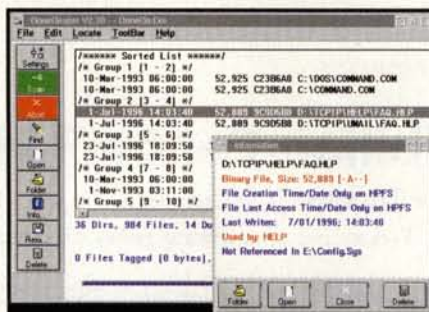 File Edit Locate ToolBar Help
Settings
Scan
Abort
Find
Open
Folder
Info.
Delete
/****** Sorted List ******/
/* Group 1 [1 - 2] */
10-Mar-1993 06:00:00 52,925 C23B6A0 C:\DOS\COMMAND.COM
10-Mar-1993 06:00:00 52,925 C23B6A0 C:\COMMAND.COM
/* Group 2 [3 - 4] */
1-Jul-1996 14:03:40 52,889 9C9D5B8 D:\TCPIP\HELP\FAQ.HLP
1-Jul-1996 14:03:40 52,889 9C9D5B8 D:\TCPIP\UMAIL\FAQ.HLP
/* Group 3 [5 - 6] */
23-Jul-1996 18:09:58
23-Jul-1996 18:09:58
/* Group 4 [7 - 8] */
10-Mar-1993 06:00:00
1-Nov-1993 03:11:00
/* Group 5 [9 - 10] */
36 Dirs, 984 Files, 14 Du
0 Files Tagged (0 bytes).
Information
D:\TCPIP\HELP\FAQ.HLP
Binary File, Size: 52,889 [-A--]
File Creation Time/Date Only on HPFS
File Last Access Time/Date Only on HPFS
Last Writen: 7/01/1996; 14:03:40
Used by: HELP
Not Referenced In E:\Config.Sys
Folder
Open
Close
Delete